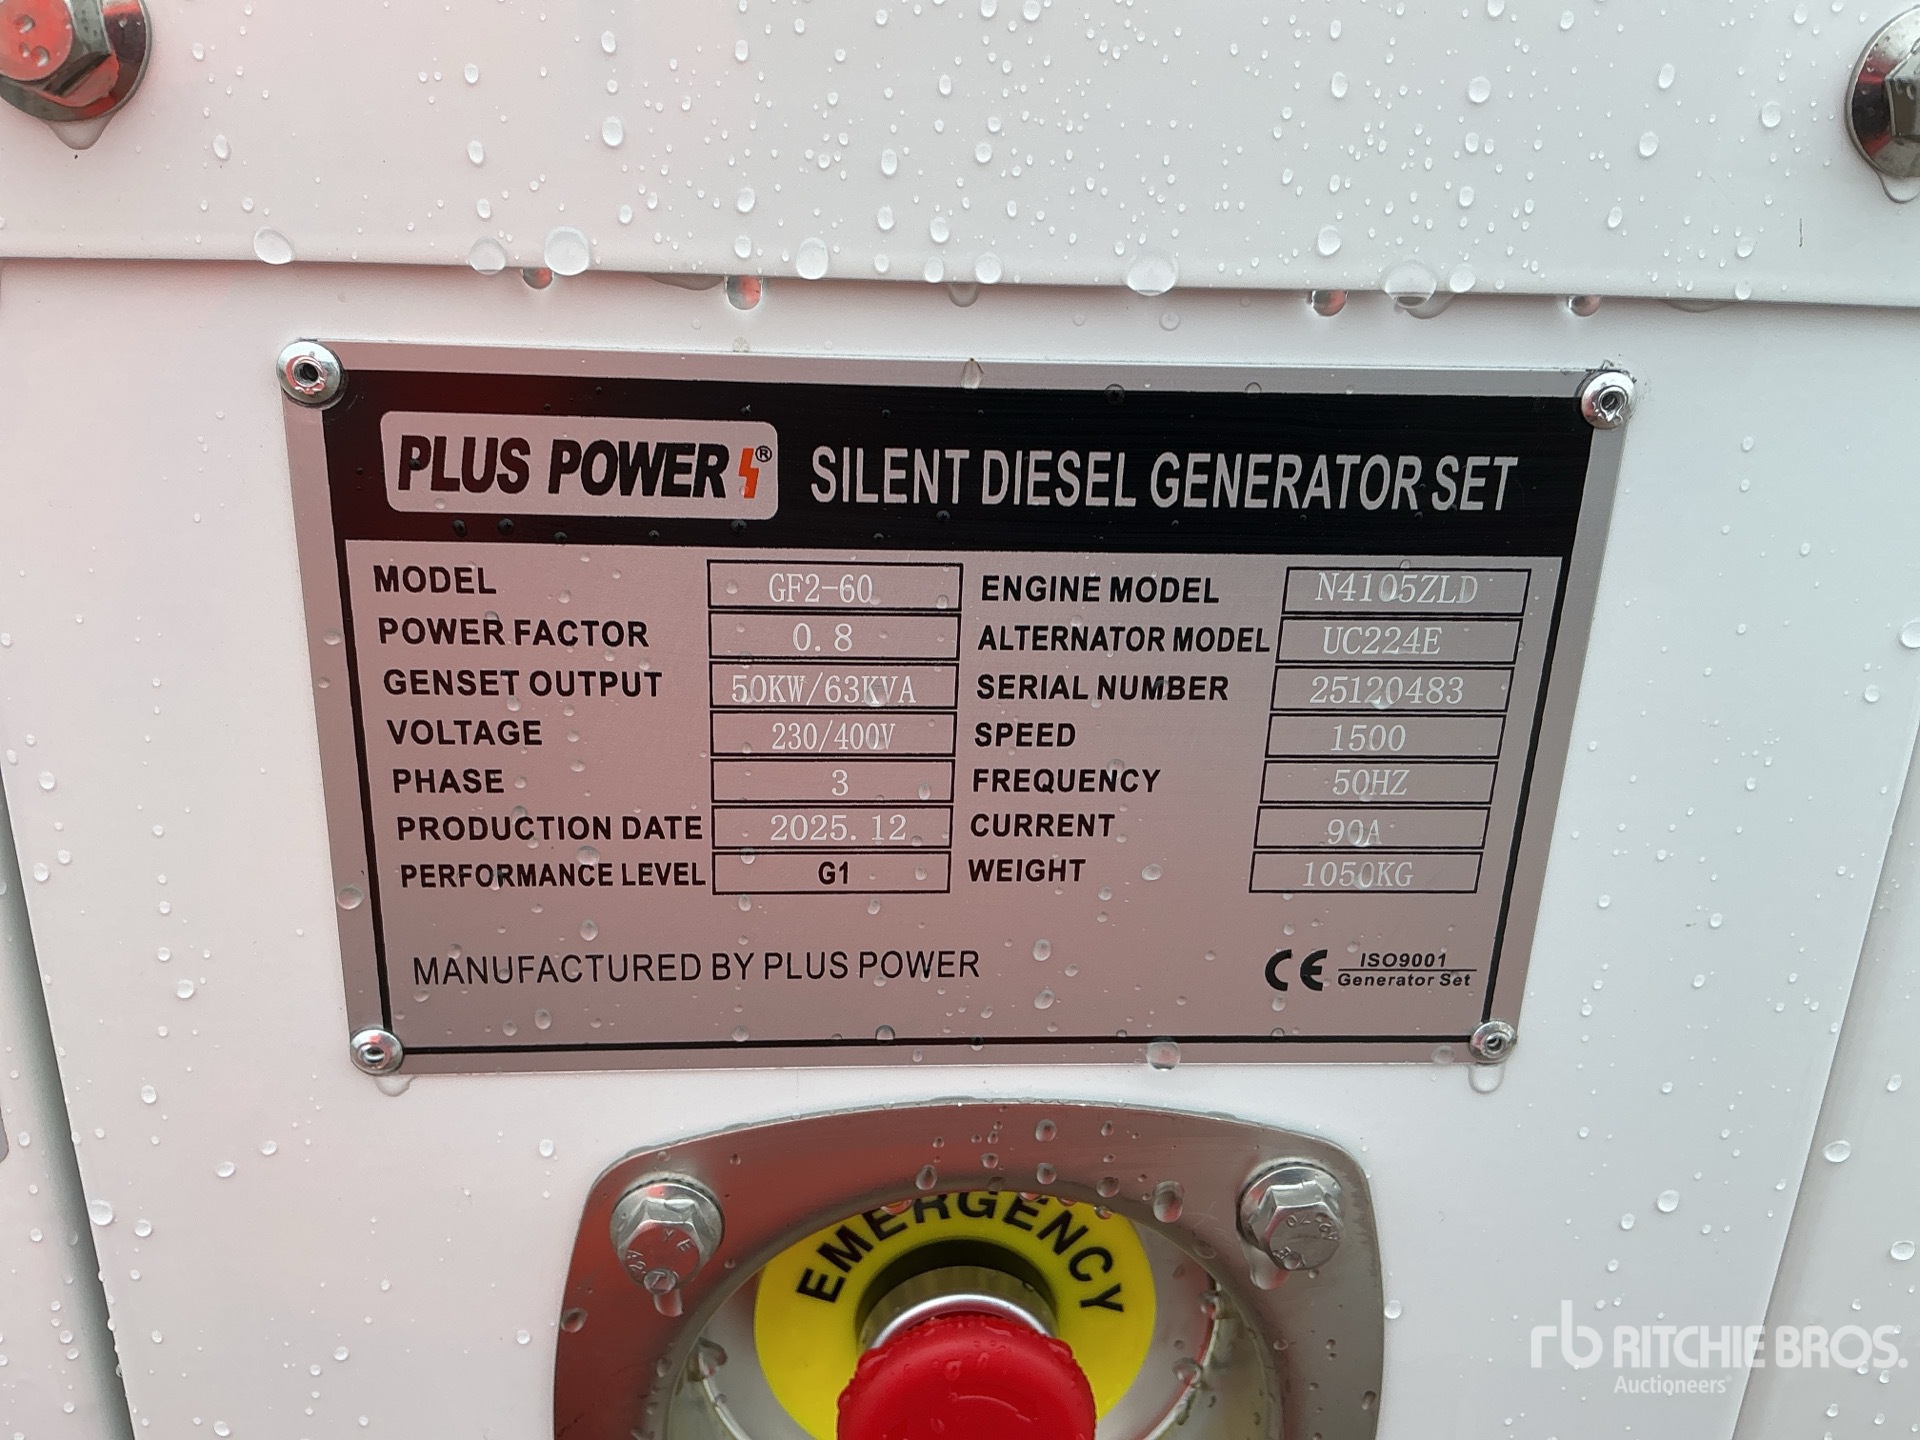 PLUS POWER® SILENT DIESEL GENERATOR SET
MODEL GF2-60 ENGINE MODEL N4105ZLD
POWER FACTOR 0.8 ALTERNATOR MODEL UC224E
GENSET OUTPUT 50KW/63KVA SERIAL NUMBER 25120483
VOLTAGE 230/400V SPEED 1500
PHASE 3 FREQUENCY 50HZ
PRODUCTION DATE 2025.12 CURRENT 90A
PERFORMANCE LEVEL G1 WEIGHT 1050KG
MANUFACTURED BY PLUS POWER CE ISO9001
Generator Set
EMERGENCY
rb RITCHIE BROS.
Auctioneers